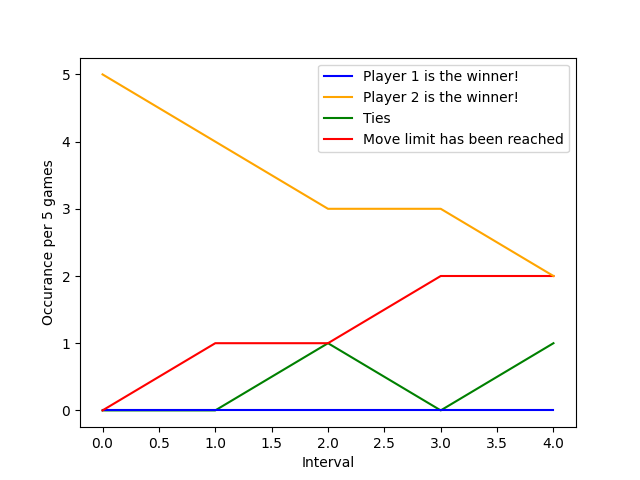 Player 1 is the winner!
Player 2 is the winner!
Ties
Move limit has been reached
Occurance per 5 games
5
4
3
2
1
0
0.0 0.5 1.0 1.5 2.0 2.5 3.0 3.5 4.0
Interval